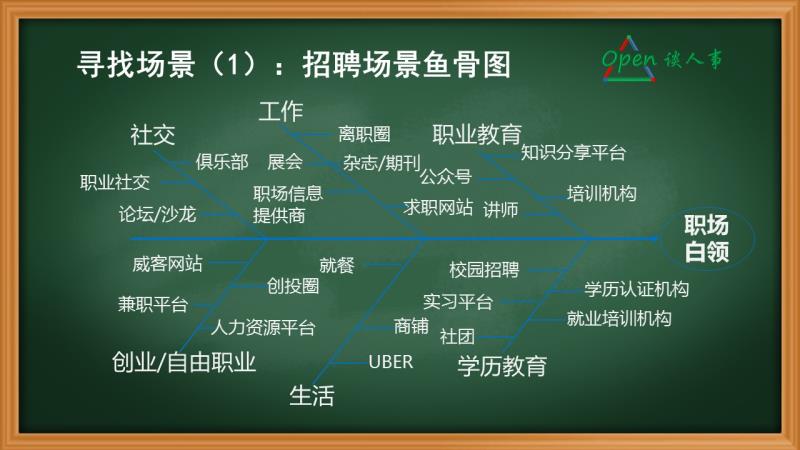 寻找场景（1）：招聘场景鱼骨图
Open 谈人事
工作
社交
离职圈
职业教育
俱乐部
展会
杂志/期刊
知识分享平台
职业社交
公众号
职场信息
提供商
培训机构
论坛/沙龙
求职网站
讲师
职场
白领
威客网站
就餐
校园招聘
创投圈
学历认证机构
兼职平台
实习平台
人力资源平台
商铺
社团
就业培训机构
创业/自由职业
UBER
学历教育
生活